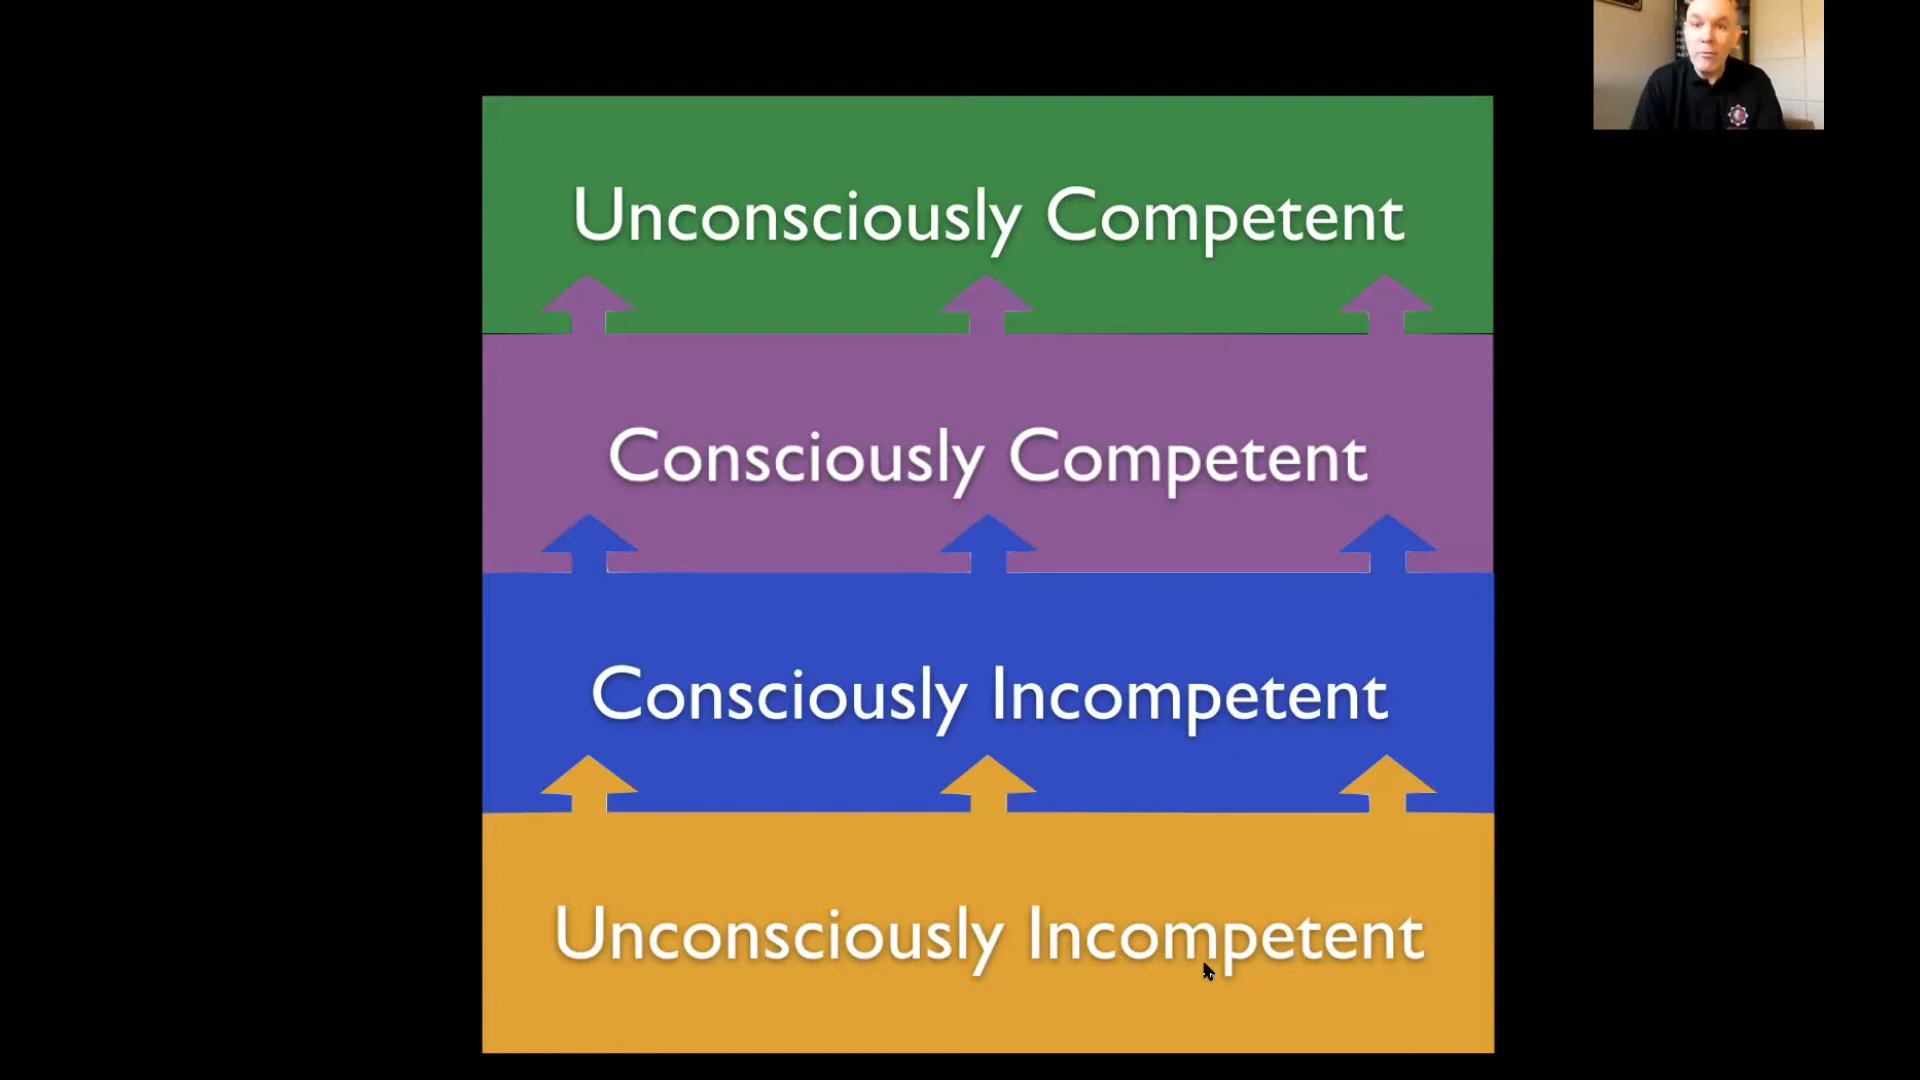 Unconsciously Competent
Consciously Competent
Consciously Incompetent
Unconsciously Incompetent